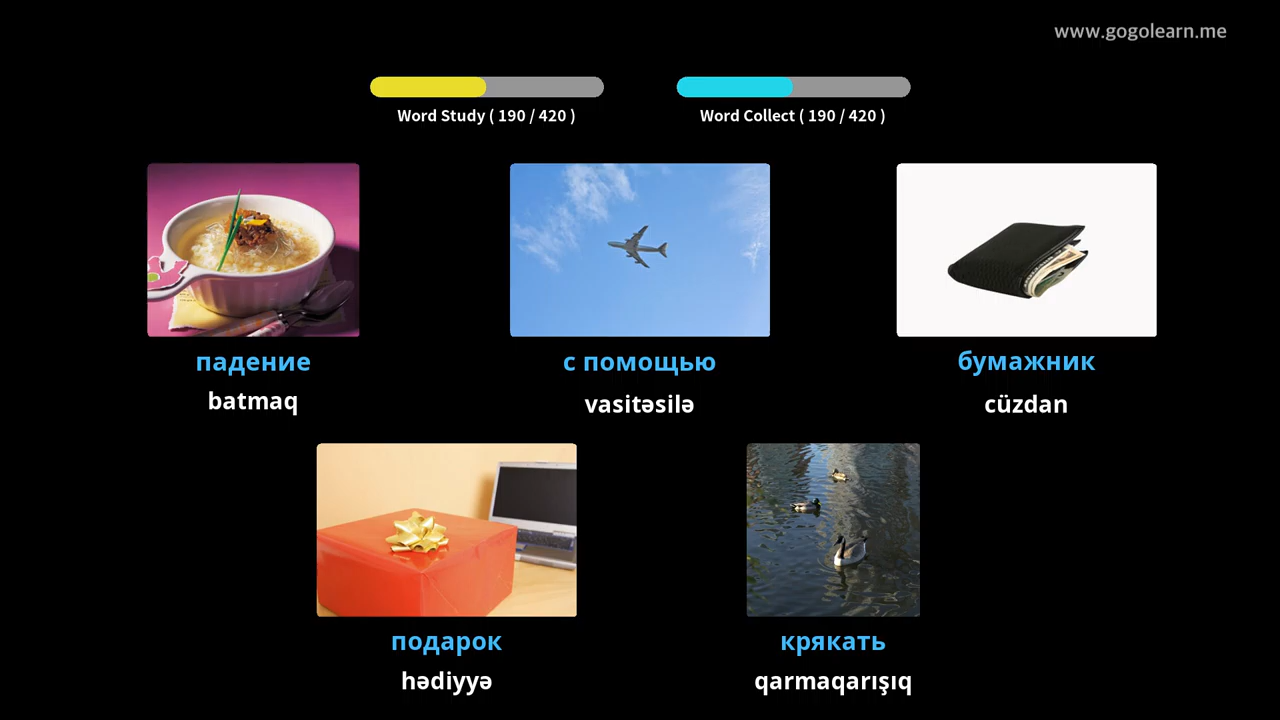 www.gogolearn.me
Word Study ( 190 / 420 )
Word Collect ( 190 / 420 )
падение
batmaq
с помощью
vasitəsilə
бумажник
cüzdan
подарок
hədiyyə
крякать
qarmaqarışıq